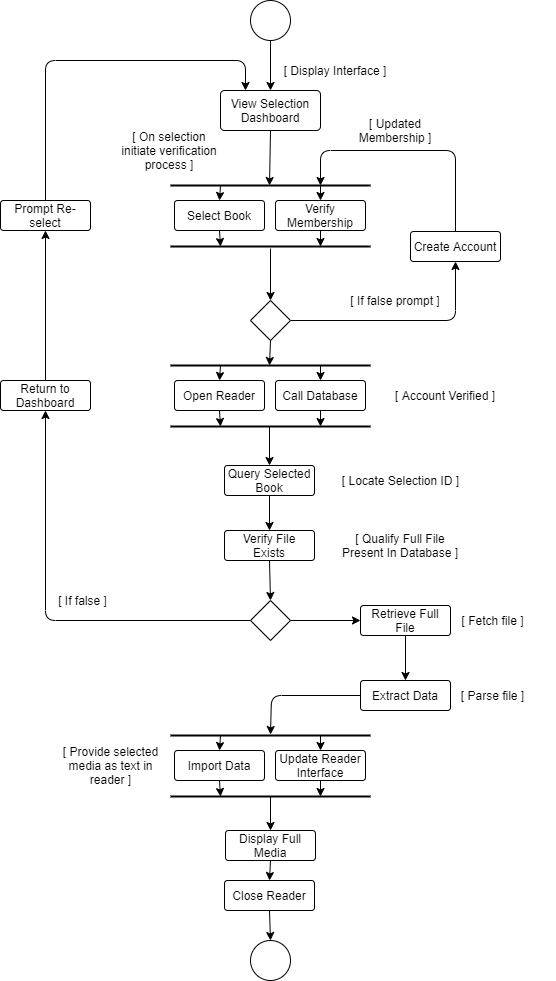 [ Display Interface ]
View Selection
Dashboard
[ On selection
initiate verification
process ]
[ Updated
Membership ]
Prompt Re-
select
Select Book
Verify
Membership
Create Account
[ If false prompt ]
Return to
Dashboard
Open Reader
Call Database
[ Account Verified ]
Query Selected
Book
[ Locate Selection ID ]
Verify File
Exists
[ Qualify Full File
Present In Database ]
[ If false ]
Retrieve Full
File
[ Fetch file ]
Extract Data
[ Parse file ]
[ Provide selected
media as text in
reader ]
Import Data
Update Reader
Interface
Display Full
Media
Close Reader